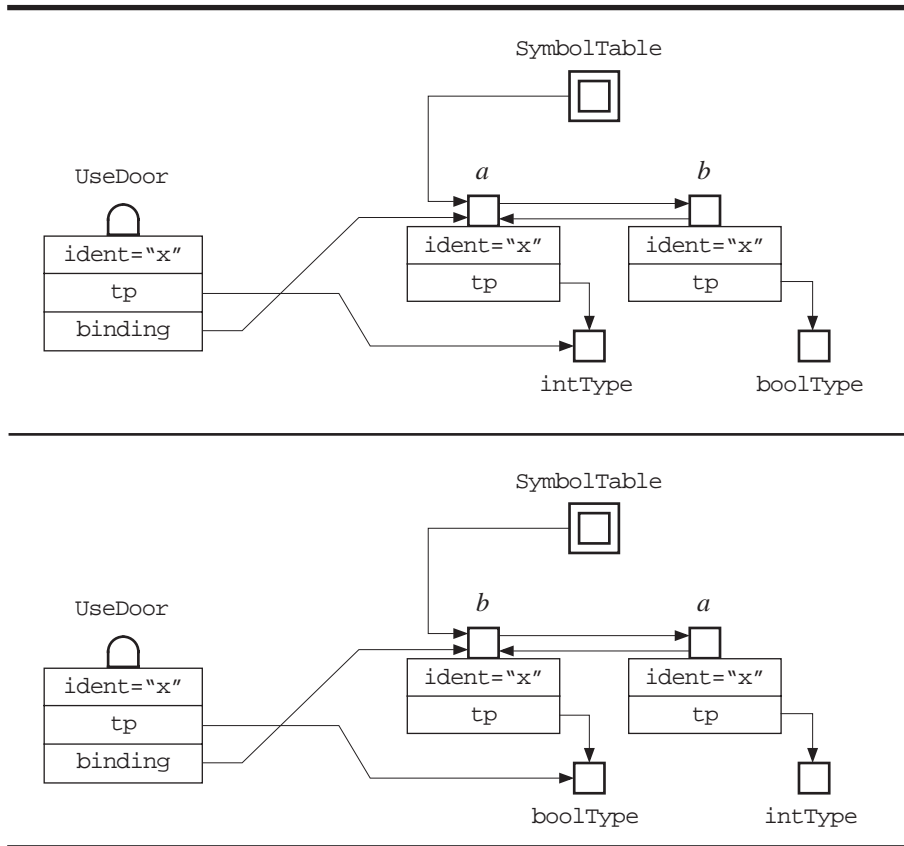 SymbolTable
UseDoor
a
b
ident="x"
ident="x"
ident="x"
tp
tp
tp
binding
intType
boolType
SymbolTable
UseDoor
b
a
ident="x"
ident="x"
ident="x"
tp
tp
tp
binding
boolType
intType